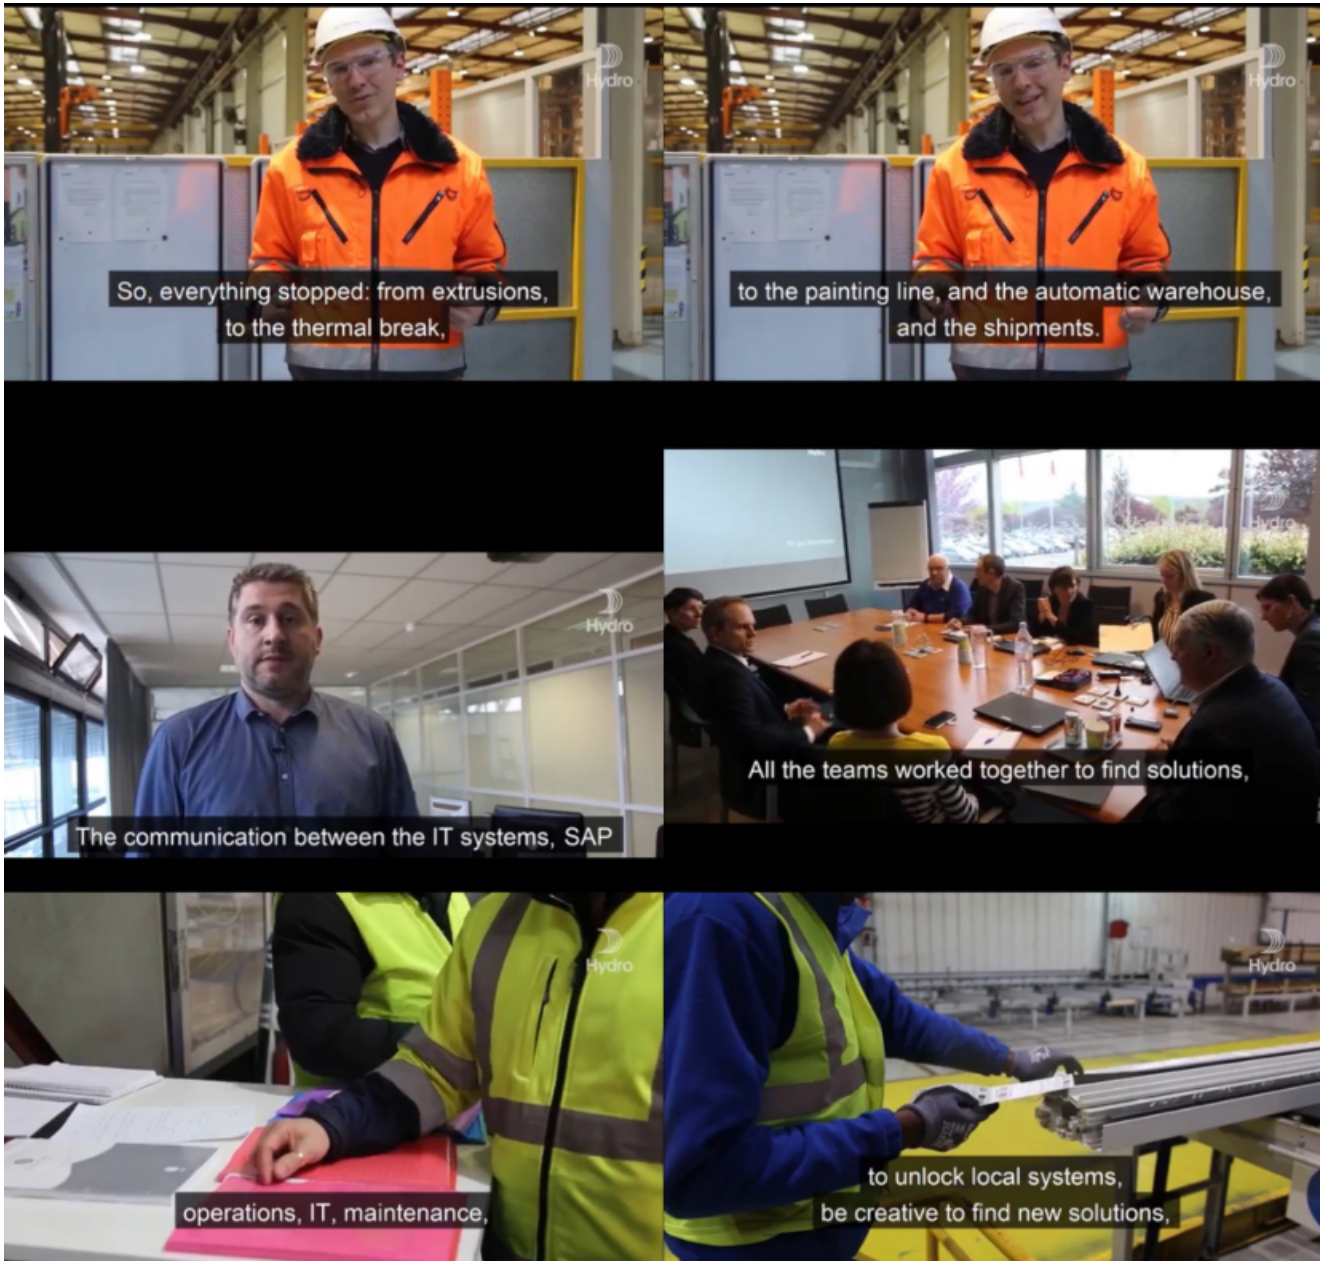 Hydro
So, everything stopped: from extrusions,
to the thermal break,
Hydro
to the painting line, and the automatic warehouse,
and the shipments.
Hydro
The communication between the IT systems, SAP
Hydro
Hydro
All the teams worked together to find solutions,
Hydro
operations, IT, maintenance,
Hydro
to unlock local systems,
be creative to find new solutions,